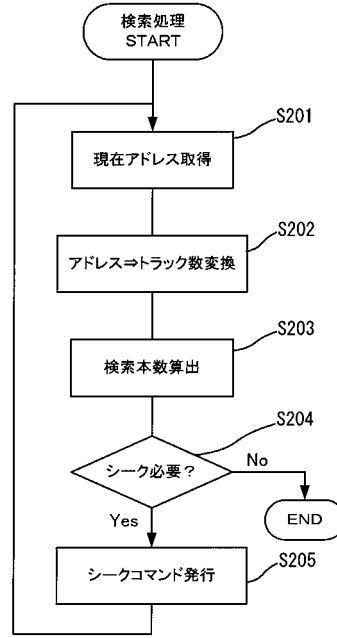 検索処理
START
S201
現在アドレス取得
S202
アドレス⇒トラック数変換
S203
検索本数算出
S204
シーク必要？
No
Yes
END
S205
シークコマンド発行